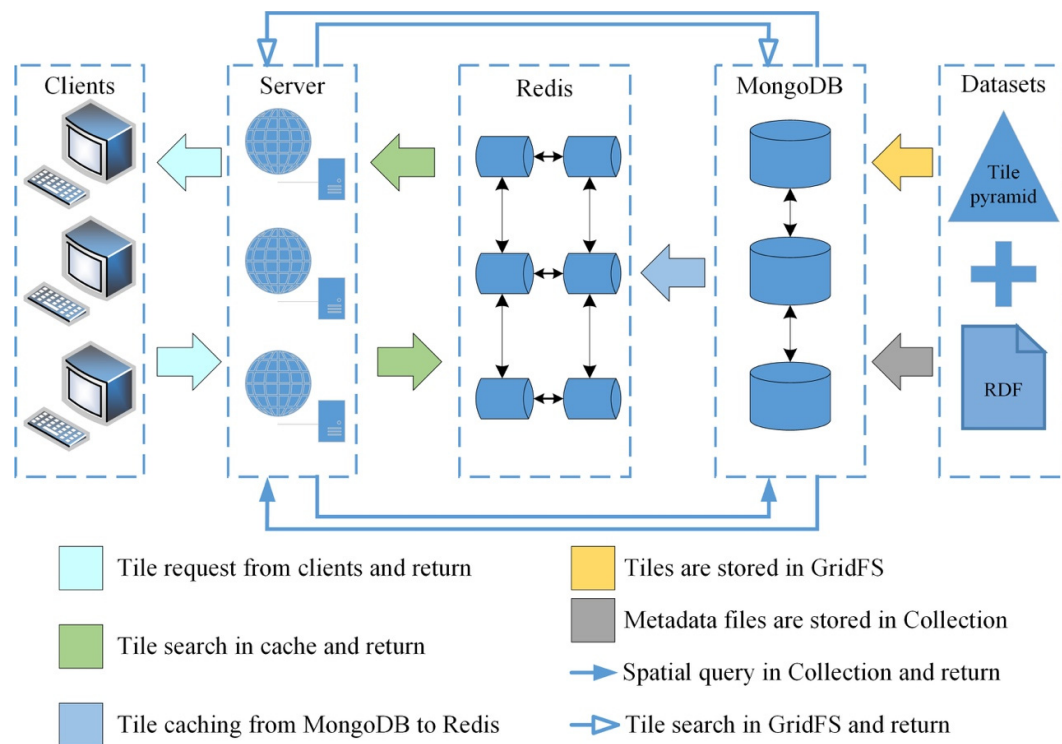 Clients
Server
Redis
MongoDB
Datasets
Tile
pyramid
RDF
Tile request from clients and return
Tile search in cache and return
Tile caching from MongoDB to Redis
Tiles are stored in GridFS
Metadata files are stored in Collection
Spatial query in Collection and return
Tile search in GridFS and return